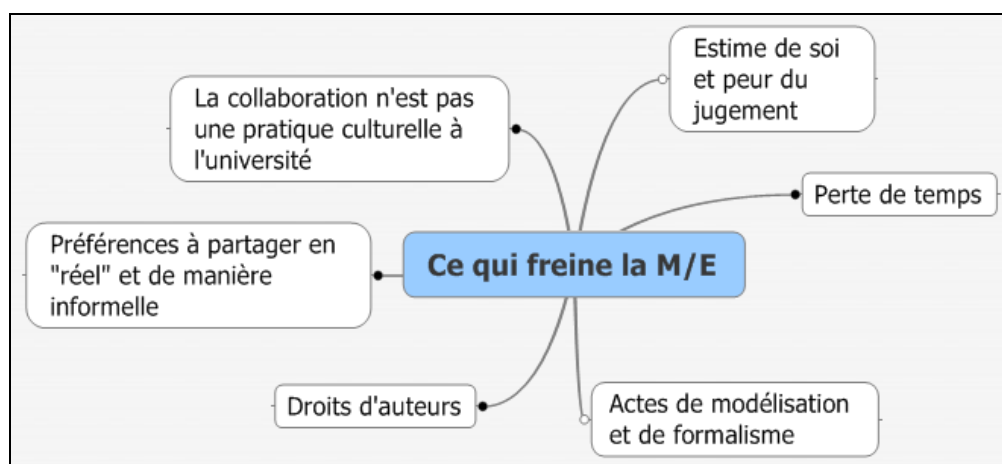 Estime de soi
et peur du
jugement
La collaboration n'est pas
une pratique culturelle à
l'université
Perte de temps
Préférences à partager en
"réel" et de manière
informelle
Ce qui freine la M/E
Droits d'auteurs
Actes de modélisation
et de formalisme